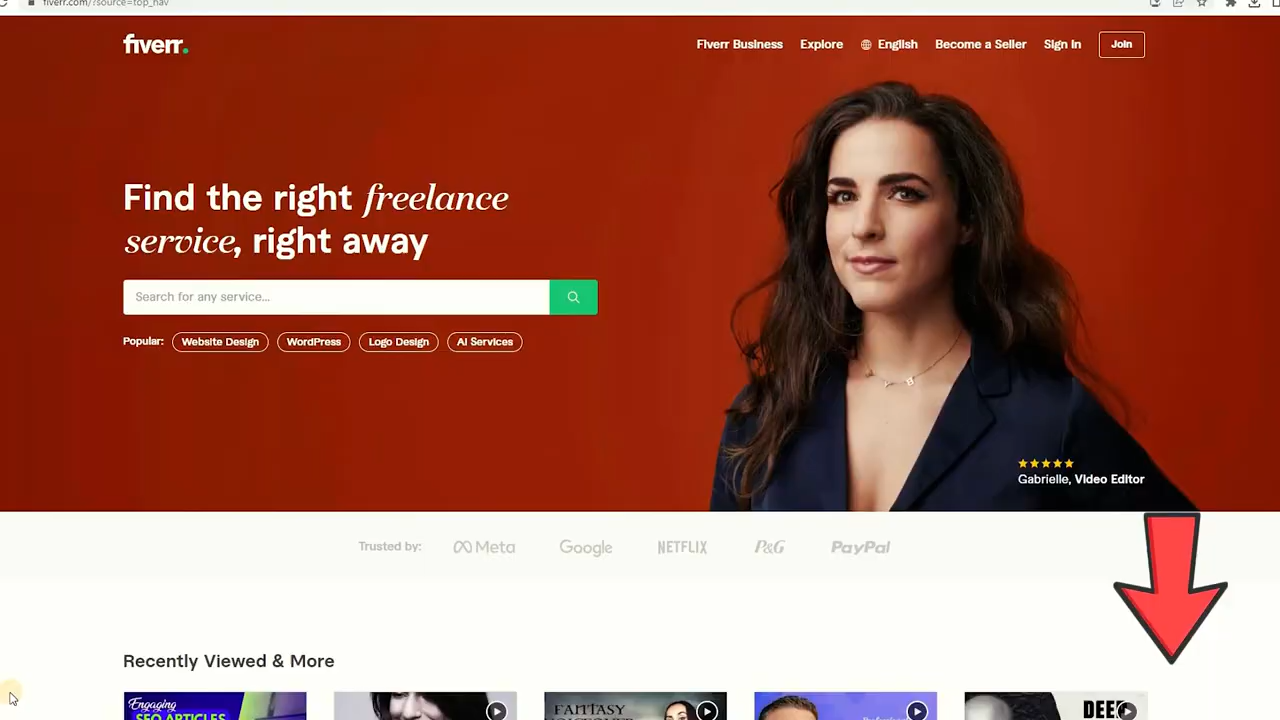 fiverr.com/?source=top_nav
fiverr.
Fiverr Business
Explore
English
Become a Seller
Sign in
Join
Find the right freelance
service, right away
Search for any service...
Popular:
Website Design
WordPress
Logo Design
AI Services
Gabrielle, Video Editor
Trusted by:
Meta
Google
NETFLIX
P&G
PayPal
Recently Viewed & More
Engaging
SEO ARTICLES
FANTASY